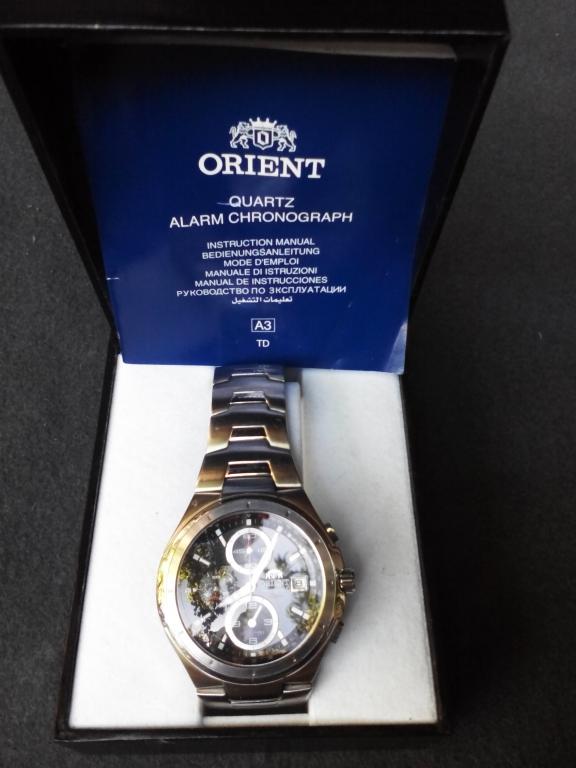 ORIENT
QUARTZ
ALARM CHRONOGRAPH
INSTRUCTION MANUAL
BEDIENUNGSANLEITUNG
MODE D'EMPLOI
MANUALE DI ISTRUZIONI
MANUAL DE INSTRUCCIONES
РУКОВОДСТВО ПО ЗКСПЛУАТАЦИИ
تعليمات التشغيل
A3
TD